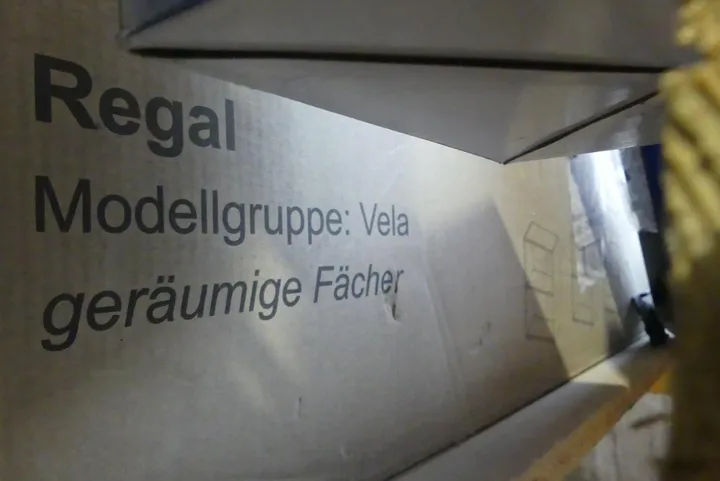 Regal
Modellgruppe: Vela
geräumige Fächer